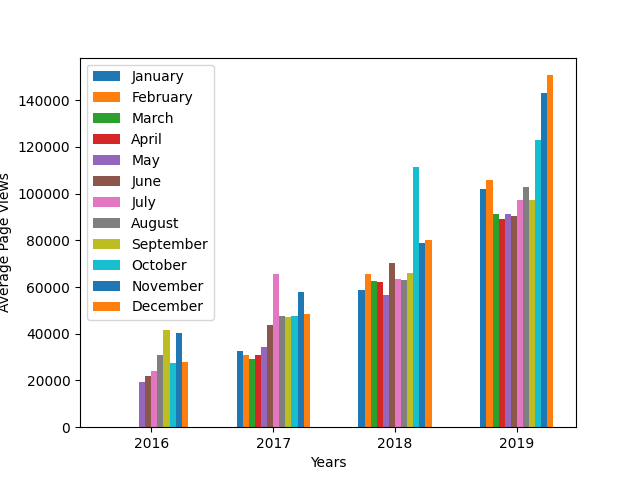 January
February
March
April
May
June
July
August
September
October
November
December
140000
120000
100000
80000
60000
40000
20000
0
Average Page Views
2016 2017 2018 2019
Years